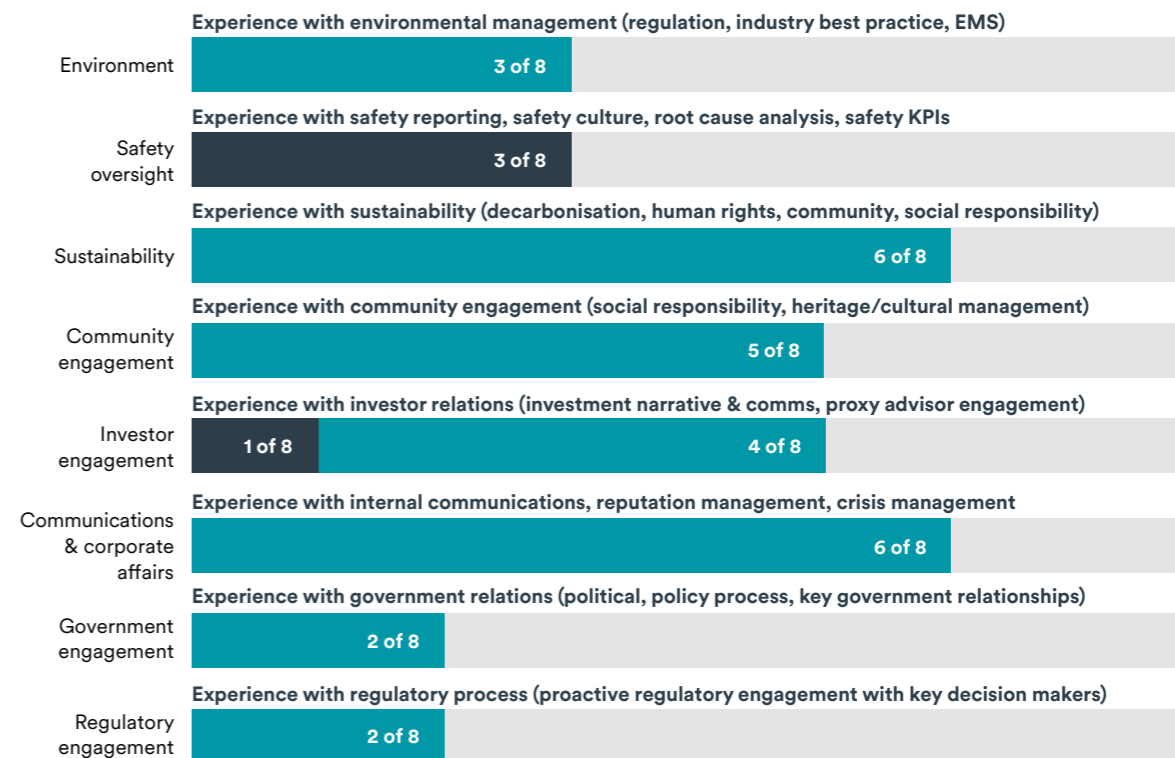 Experience with environmental management (regulation, industry best practice, EMS)
Environment
3 of 8
Experience with safety reporting, safety culture, root cause analysis, safety KPIs
Safety
oversight
3 of 8
Experience with sustainability (decarbonisation, human rights, community, social responsibility)
Sustainability
6 of 8
Experience with community engagement (social responsibility, heritage/cultural management)
Community
engagement
5 of 8
Experience with investor relations (investment narrative & comms, proxy advisor engagement)
Investor
engagement
1 of 8
4 of 8
Experience with internal communications, reputation management, crisis management
Communications
& corporate
affairs
6 of 8
Experience with government relations (political, policy process, key government relationships)
Government
engagement
2 of 8
Experience with regulatory process (proactive regulatory engagement with key decision makers)
Regulatory
engagement
2 of 8